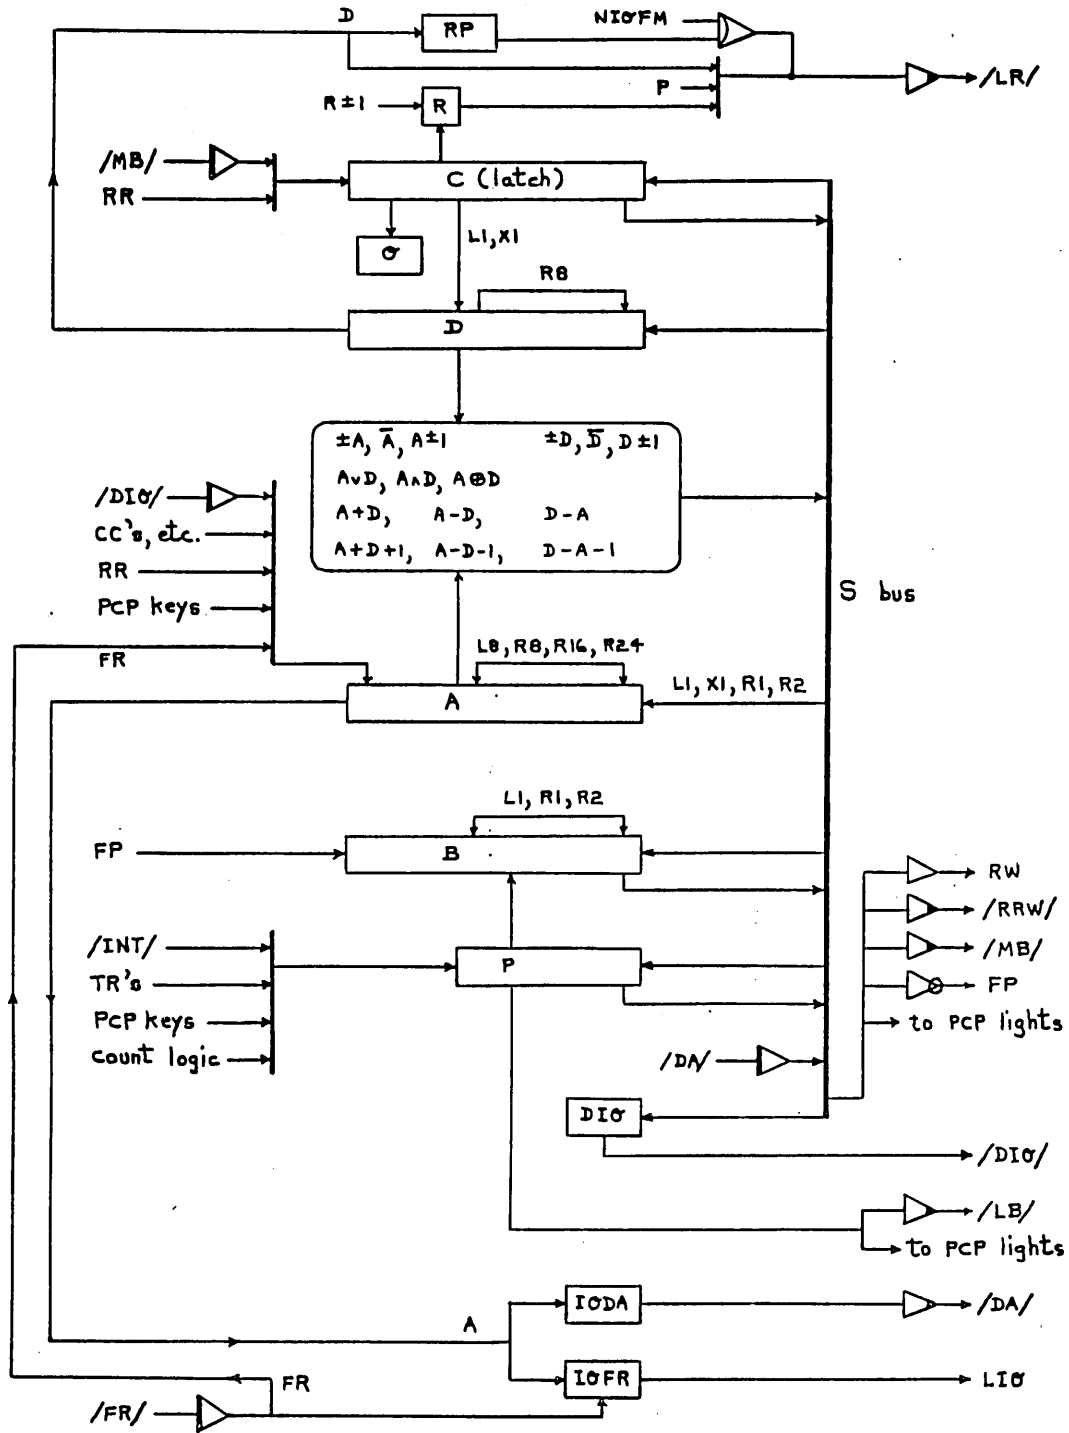 D
NIOFM
RP
/LR/
P
R±1
R
/MB/
C (latch)
RR
O
L1, X1
R8
D
±A, A̅, A±1
±D, D̅, D±1
A∨D, A∧D, A⊕D
/DIO/
A+D, A-D, D-A
CC's, etc.
A+D+1, A-D-1, D-A-1
RR
S bus
PCP keys
FR
L8, R8, R16, R24
L1, X1, R1, R2
A
L1, R1, R2
FP
B
RW
/RRW/
/INT/
/MB/
P
TR's
FP
PCP keys
to PCP lights
count logic
/DA/
DIO
/DIO/
/LB/
to PCP lights
IODA
/DA/
A
IOFR
LIO
FR
/FR/